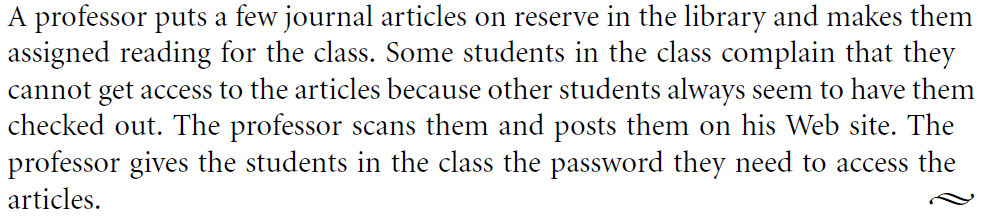 A professor puts a few journal articles on reserve in the library and makes them
assigned reading for the class. Some students in the class complain that they
cannot get access to the articles because other students always seem to have them
checked out. The professor scans them and posts them on his Web site. The
professor gives the students in the class the password they need to access the
articles.